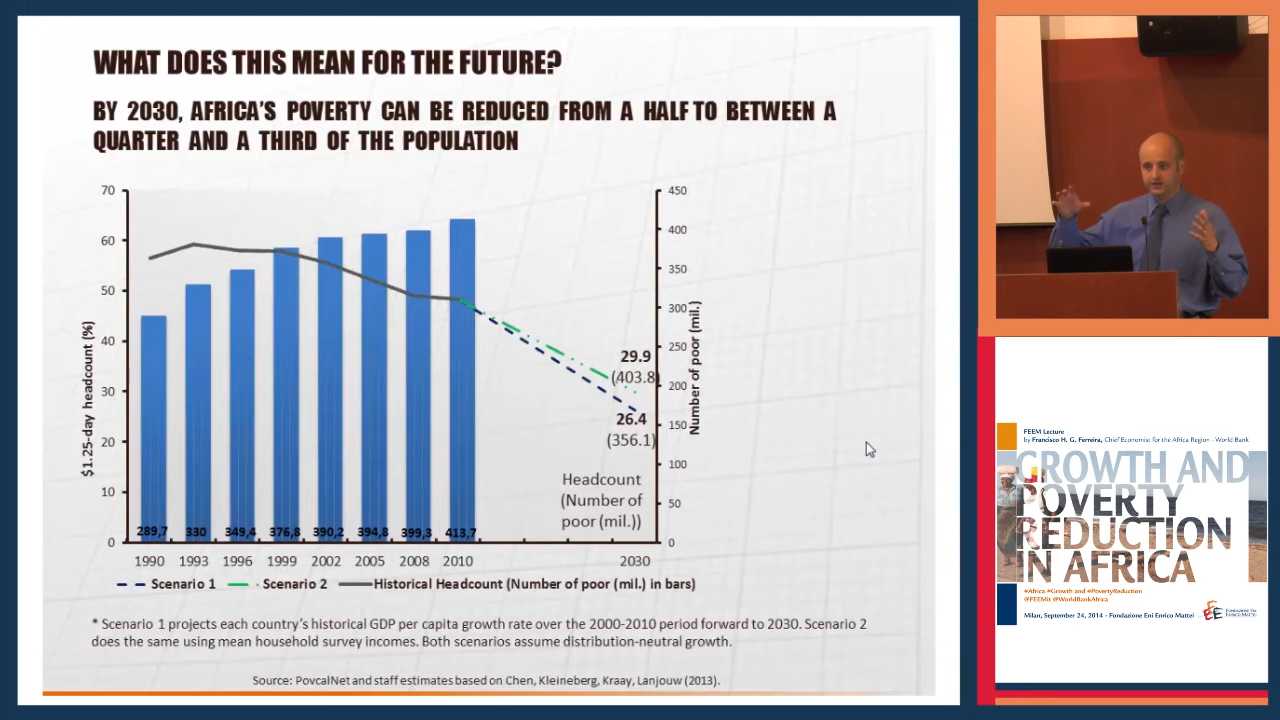 WHAT DOES THIS MEAN FOR THE FUTURE?
BY 2030, AFRICA'S POVERTY CAN BE REDUCED FROM A HALF TO BETWEEN A
QUARTER AND A THIRD OF THE POPULATION
70
60
50
40
30
20
10
0
$1.25-day headcount (%)
450
400
350
300
250
200
150
100
50
0
Number of poor (mil.)
29.9
(403.8)
26.4
(356.1)
Headcount
(Number of
poor (mil.))
289,7 330 349,4 376,8 390,2 394,8 399,3 413,7
1990 1993 1996 1999 2002 2005 2008 2010 2030
Scenario 1 Scenario 2 Historical Headcount (Number of poor (mil.) in bars)
* Scenario 1 projects each country's historical GDP per capita growth rate over the 2000-2010 period forward to 2030. Scenario 2
does the same using mean household survey incomes. Both scenarios assume distribution-neutral growth.
Source: PovcalNet and staff estimates based on Chen, Kleineberg, Kraay, Lanjouw (2013).
FEEM Lecture
by Francisco H. G. Ferreira, Chief Economist for the Africa Region - World Bank
GROWTH AND
POVERTY
REDUCTION
IN AFRICA
#Africa #Growth and #PovertyReduction
@FEEMit @WorldBankAfrica
Milan, September 24, 2014 - Fondazione Eni Enrico Mattei
FONDAZIONE ENI
ENRICO MATTEI